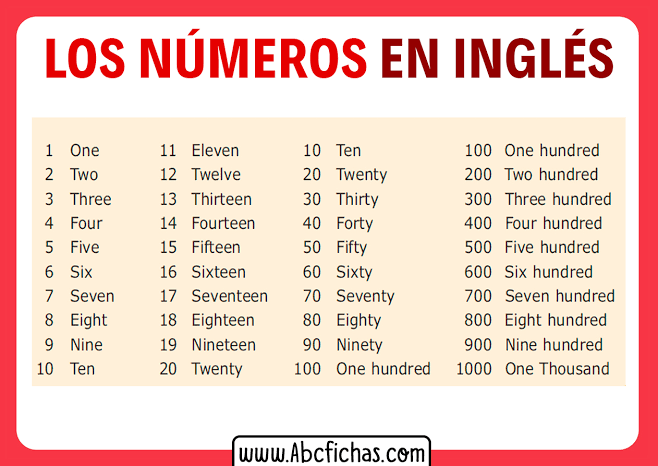 LOS NÚMEROS EN INGLÉS
1 One 11 Eleven 10 Ten 100 One hundred
2 Two 12 Twelve 20 Twenty 200 Two hundred
3 Three 13 Thirteen 30 Thirty 300 Three hundred
4 Four 14 Fourteen 40 Forty 400 Four hundred
5 Five 15 Fifteen 50 Fifty 500 Five hundred
6 Six 16 Sixteen 60 Sixty 600 Six hundred
7 Seven 17 Seventeen 70 Seventy 700 Seven hundred
8 Eight 18 Eighteen 80 Eighty 800 Eight hundred
9 Nine 19 Nineteen 90 Ninety 900 Nine hundred
10 Ten 20 Twenty 100 One hundred 1000 One Thousand
www.Abcfichas.com